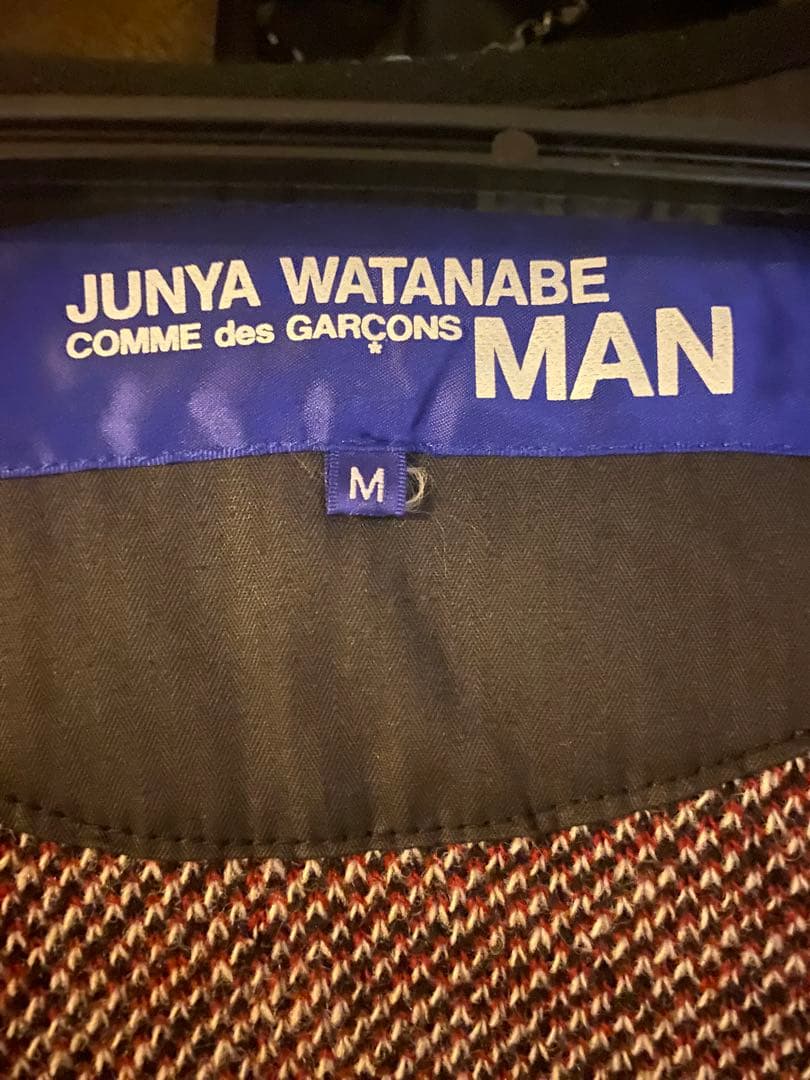 JUNYA WATANABE
COMME des GARÇONS MAN
*
M